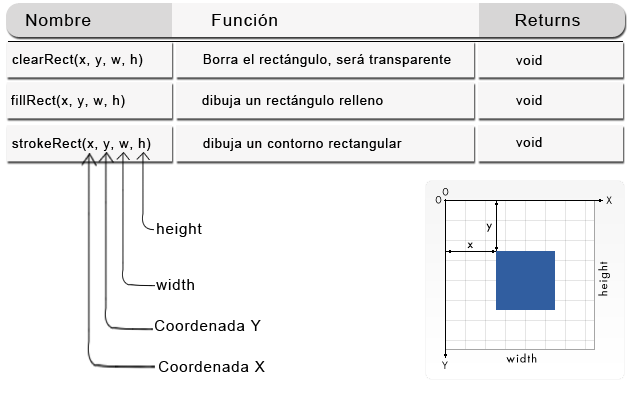 Nombre Función Returns
clearRect(x, y, w, h) Borra el rectángulo, será transparente void
fillRect(x, y, w, h) dibuja un rectángulo relleno void
strokeRect(x, y, w, h) dibuja un contorno rectangular void
height
width
Coordenada Y
Coordenada X
0
0 X
y
x
height
width
Y